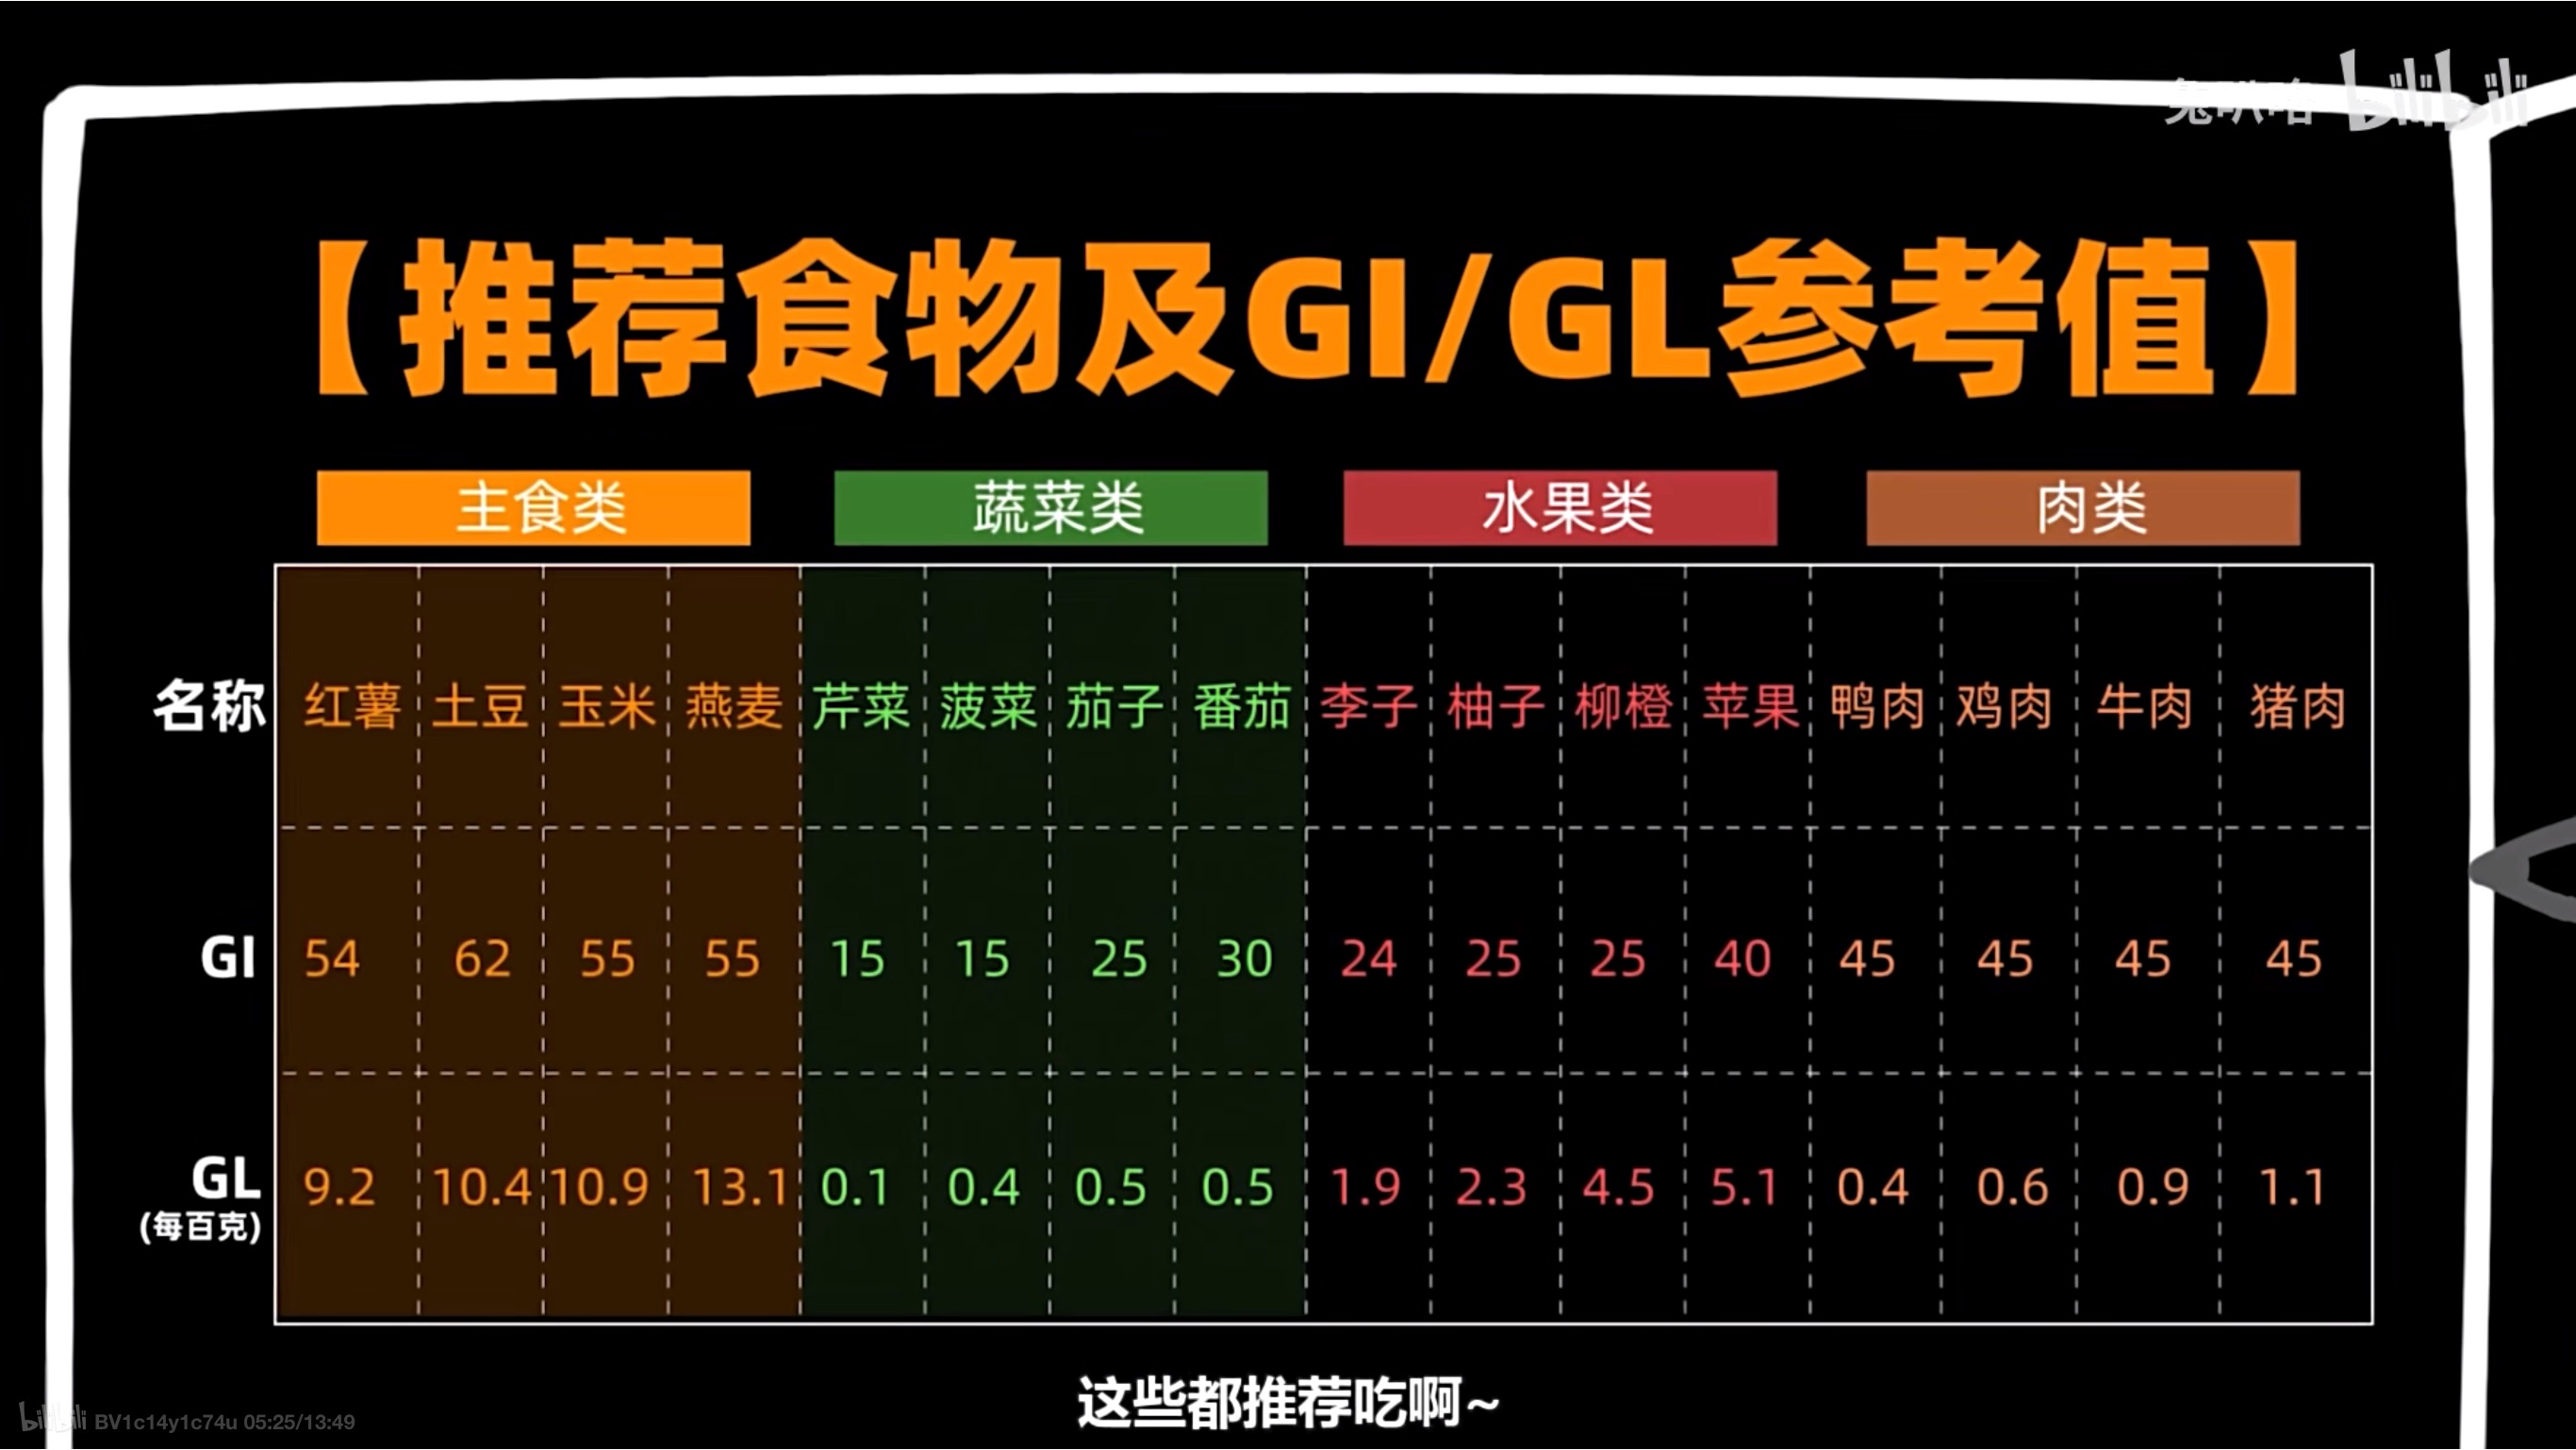 兔叭咯 bilibili
【推荐食物及GI/GL参考值】
主食类 蔬菜类 水果类 肉类
名称 红薯 土豆 玉米 燕麦 芹菜 菠菜 茄子 番茄 李子 柚子 柳橙 苹果 鸭肉 鸡肉 牛肉 猪肉
GI 54 62 55 55 15 15 25 30 24 25 25 40 45 45 45 45
GL 9.2 10.4 10.9 13.1 0.1 0.4 0.5 0.5 1.9 2.3 4.5 5.1 0.4 0.6 0.9 1.1
(每百克)
这些都推荐吃啊~
bilibili BV1c14y1c74u 05:25/13:49